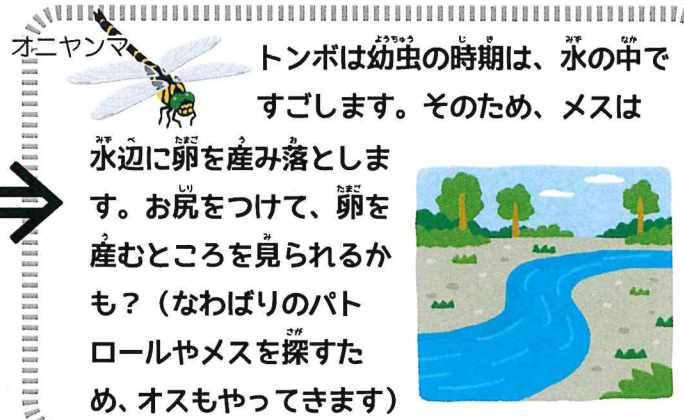 オニヤンマ
トンボは幼虫の時期は、水の中で
すごします。そのため、メスは
水辺に卵を産み落としま
す。お尻をつけて、卵を
産むところを見られるか
も？（なわばりのパト
ロールやメスを探すた
め、オスもやってきます）